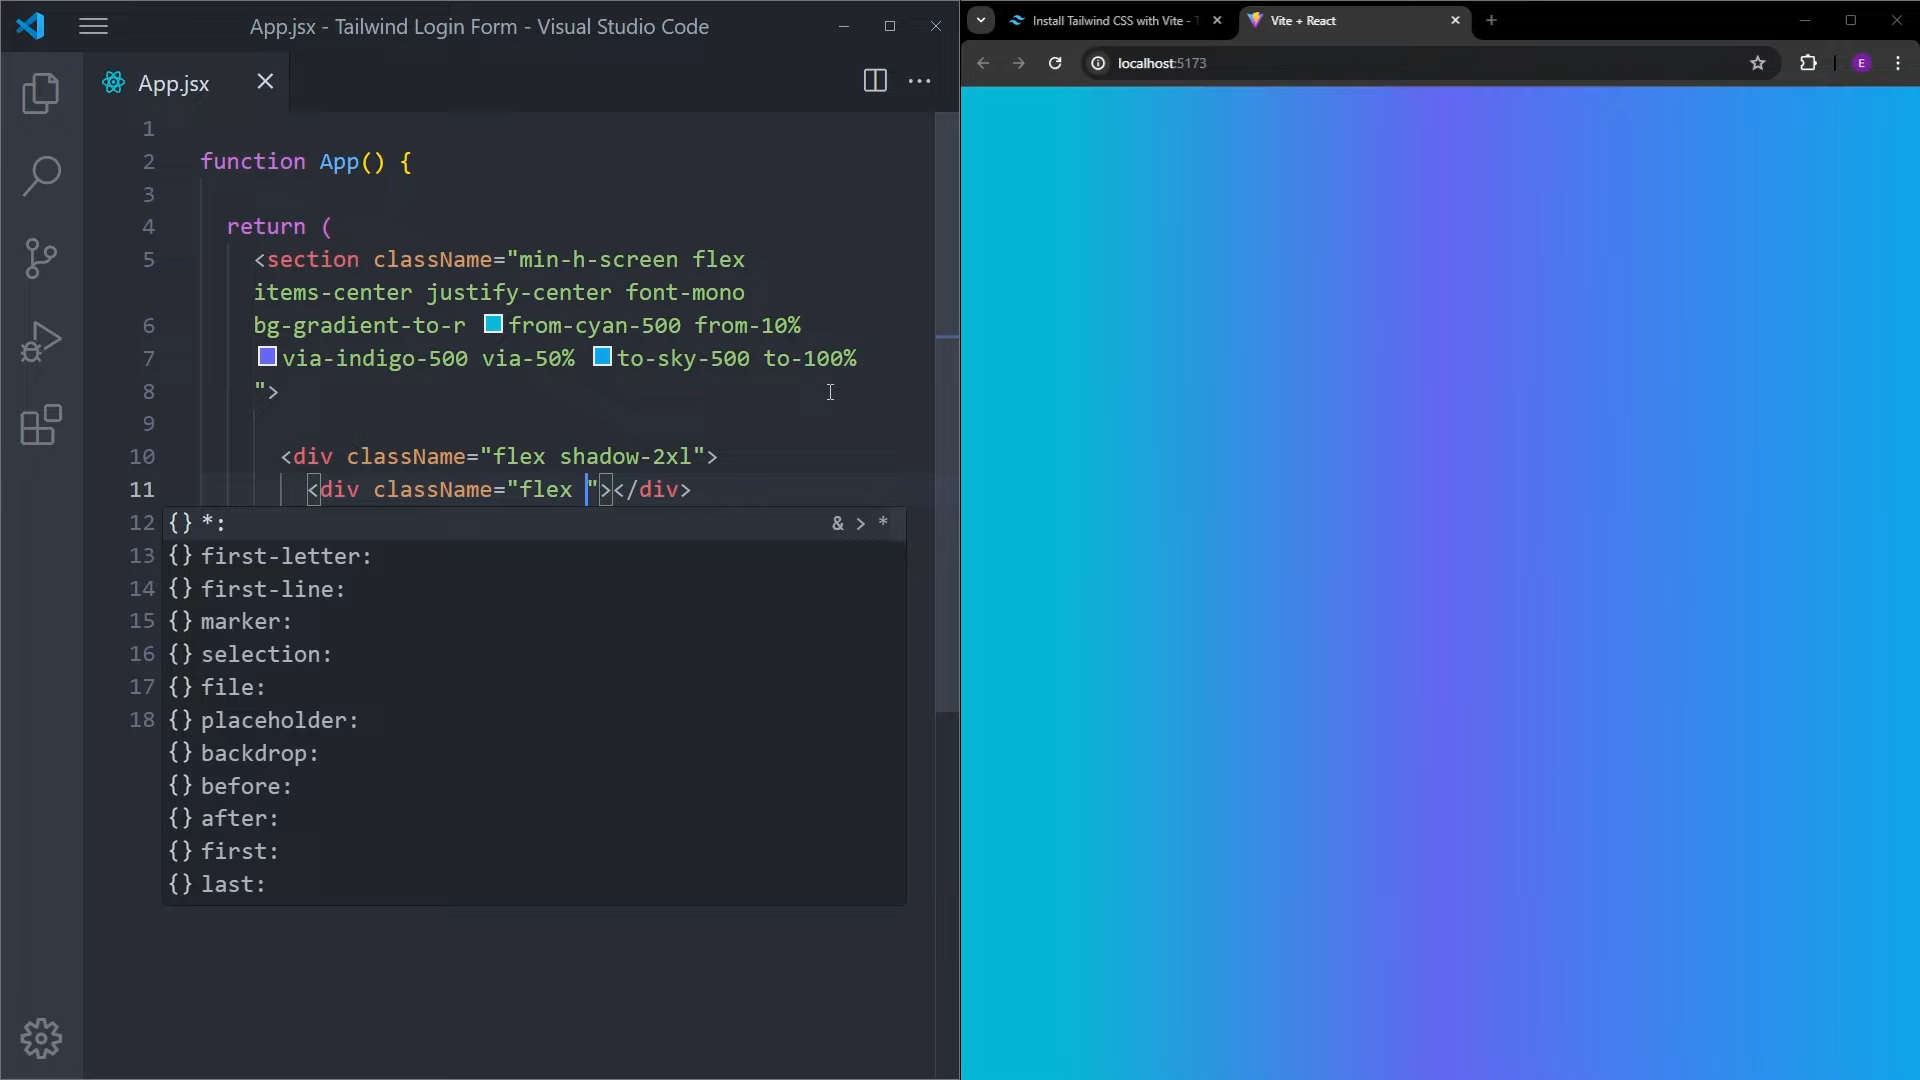 App.jsx - Tailwind Login Form - Visual Studio Code
App.jsx
1
2 function App() {
3
4 return (
5 <section className="min-h-screen flex
items-center justify-center font-mono
6 bg-gradient-to-r from-cyan-500 from-10%
7 via-indigo-500 via-50% to-sky-500 to-100%
8 ">
9
10 <div className="flex shadow-2xl">
11 <div className="flex "></div>
12 {} *: & > *
13 {} first-letter:
14 {} first-line:
15 {} marker:
16 {} selection:
17 {} file:
18 {} placeholder:
{} backdrop:
{} before:
{} after:
{} first:
{} last:
Install Tailwind CSS with Vite -
Vite + React
localhost:5173
E